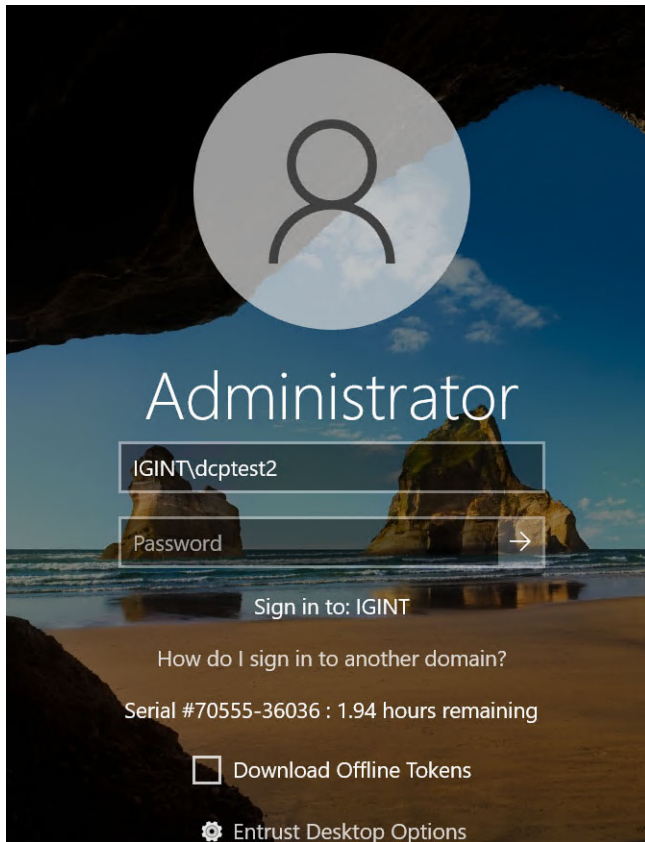 Administrator
IGINT\dcptest2
Password
Sign in to: IGINT
How do I sign in to another domain?
Serial #70555-36036 : 1.94 hours remaining
Download Offline Tokens
Entrust Desktop Options